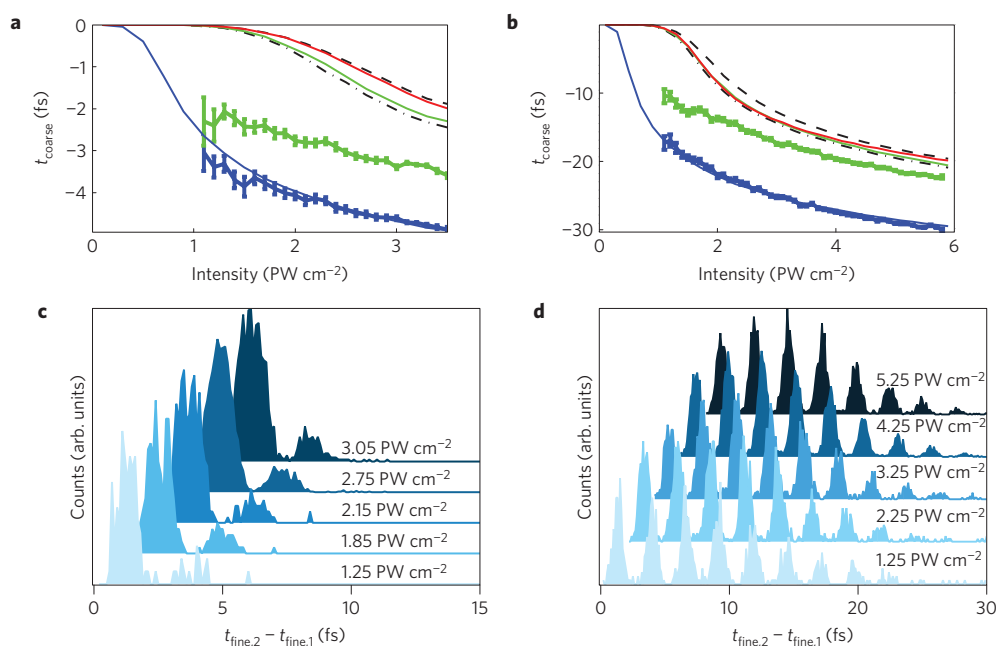 a
0
−1
−2
−3
−4
t_coarse (fs)
0
1
2
3
Intensity (PW cm⁻²)
b
−10
−20
−30
t_coarse (fs)
0
2
4
6
Intensity (PW cm⁻²)
c
Counts (arb. units)
3.05 PW cm⁻²
2.75 PW cm⁻²
2.15 PW cm⁻²
1.85 PW cm⁻²
1.25 PW cm⁻²
0
5
10
15
t_fine,2 − t_fine,1 (fs)
d
Counts (arb. units)
5.25 PW cm⁻²
4.25 PW cm⁻²
3.25 PW cm⁻²
2.25 PW cm⁻²
1.25 PW cm⁻²
0
10
20
30
t_fine,2 − t_fine,1 (fs)